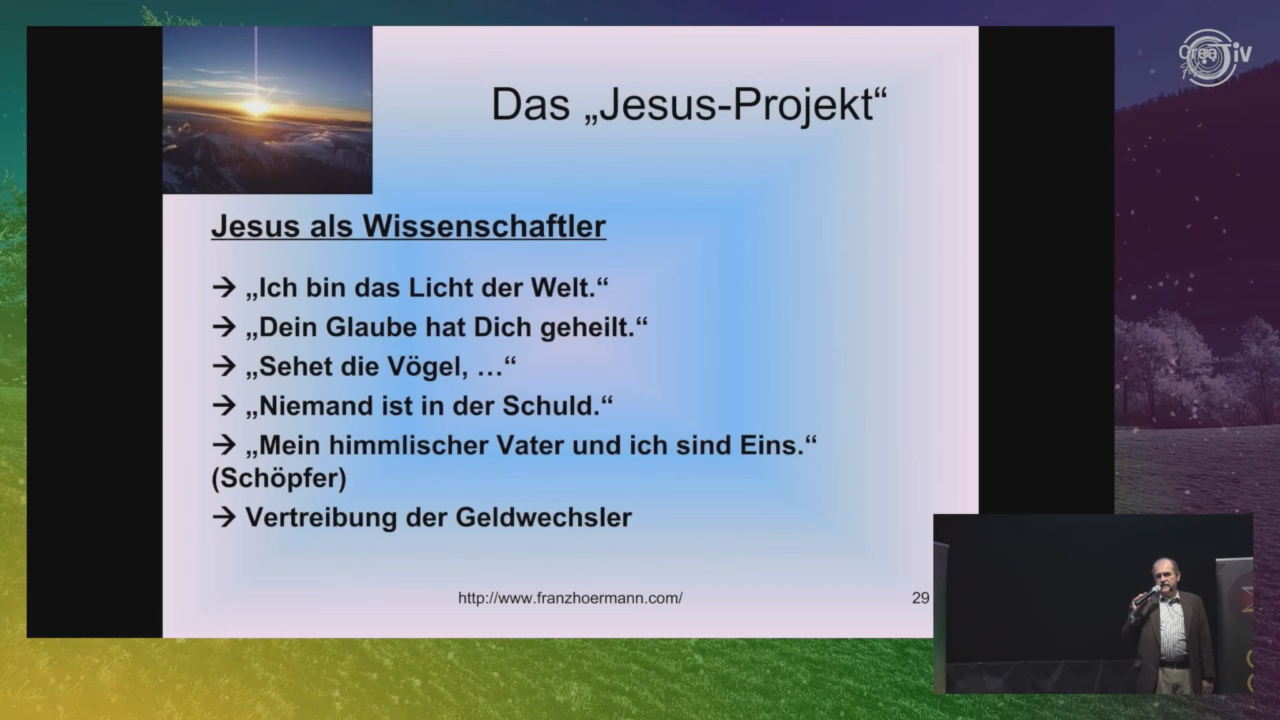 CreaTiv
Das „Jesus-Projekt“
Jesus als Wissenschaftler
→ „Ich bin das Licht der Welt.“
→ „Dein Glaube hat Dich geheilt.“
→ „Sehet die Vögel, …“
→ „Niemand ist in der Schuld.“
→ „Mein himmlischer Vater und ich sind Eins.“
(Schöpfer)
→ Vertreibung der Geldwechsler
http://www.franzhoermann.com/
29